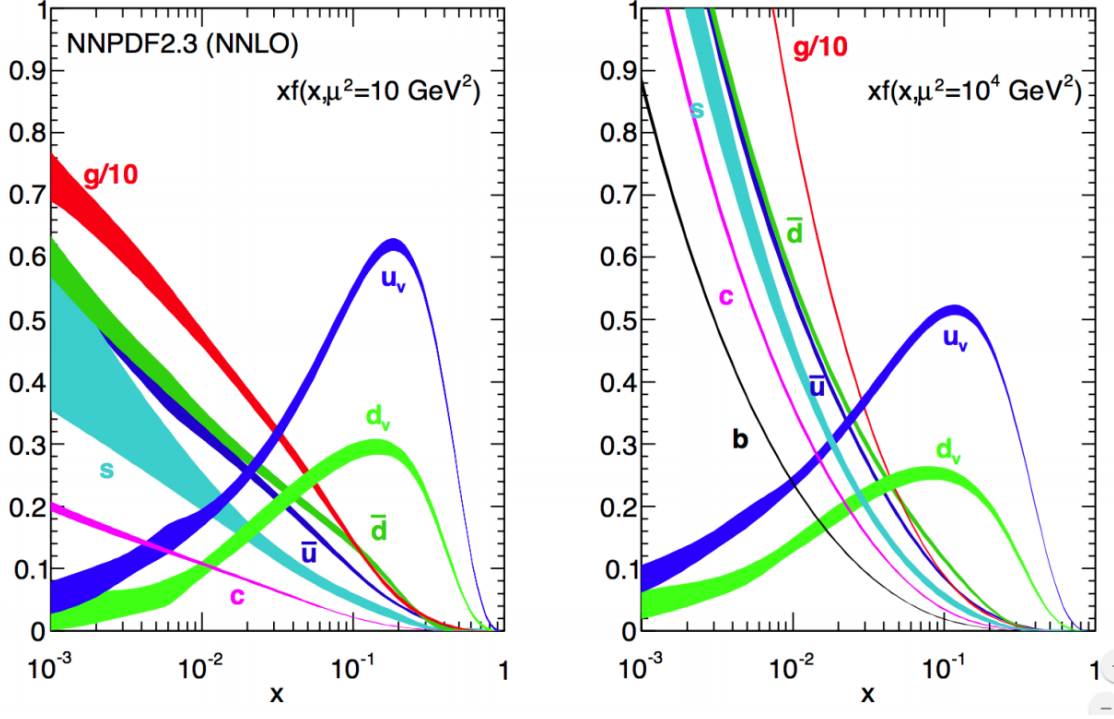 NNPDF2.3 (NNLO)
xf(x,μ²=10 GeV²)
g/10
u_v
d_v
s
d̅
u̅
c
1
0.9
0.8
0.7
0.6
0.5
0.4
0.3
0.2
0.1
0
10⁻³
10⁻²
10⁻¹
1
x
g/10
xf(x,μ²=10⁴ GeV²)
s
d̅
c
u_v
u̅
b
d_v
1
0.9
0.8
0.7
0.6
0.5
0.4
0.3
0.2
0.1
0
10⁻³
10⁻²
10⁻¹
1
x